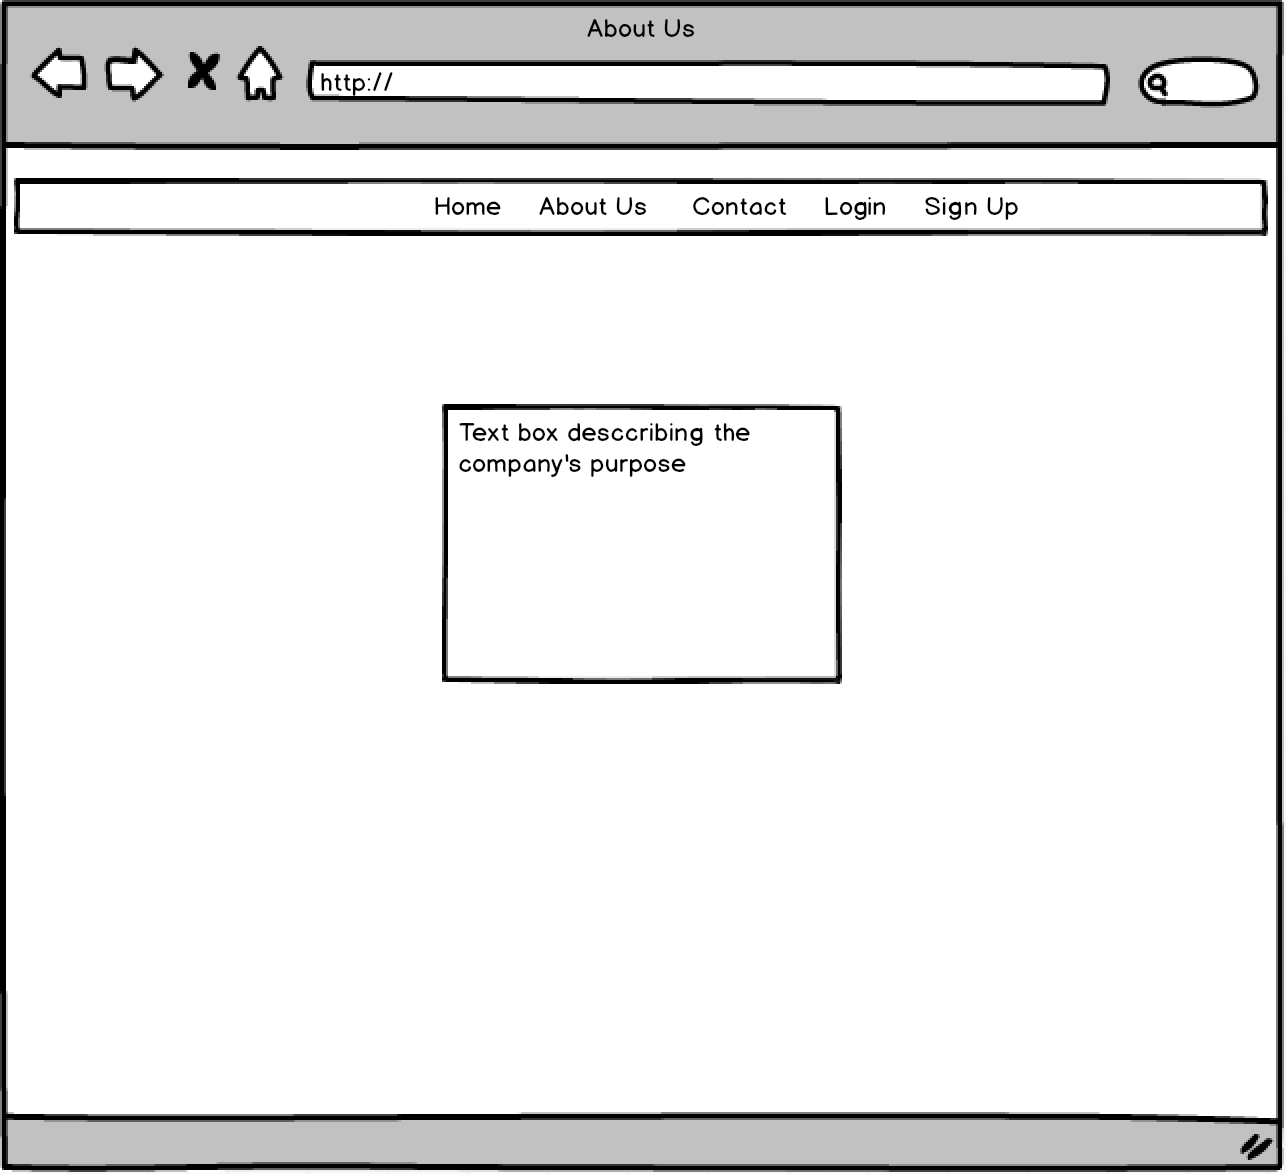 About Us
http://
Home About Us Contact Login Sign Up
Text box desccribing the
company's purpose